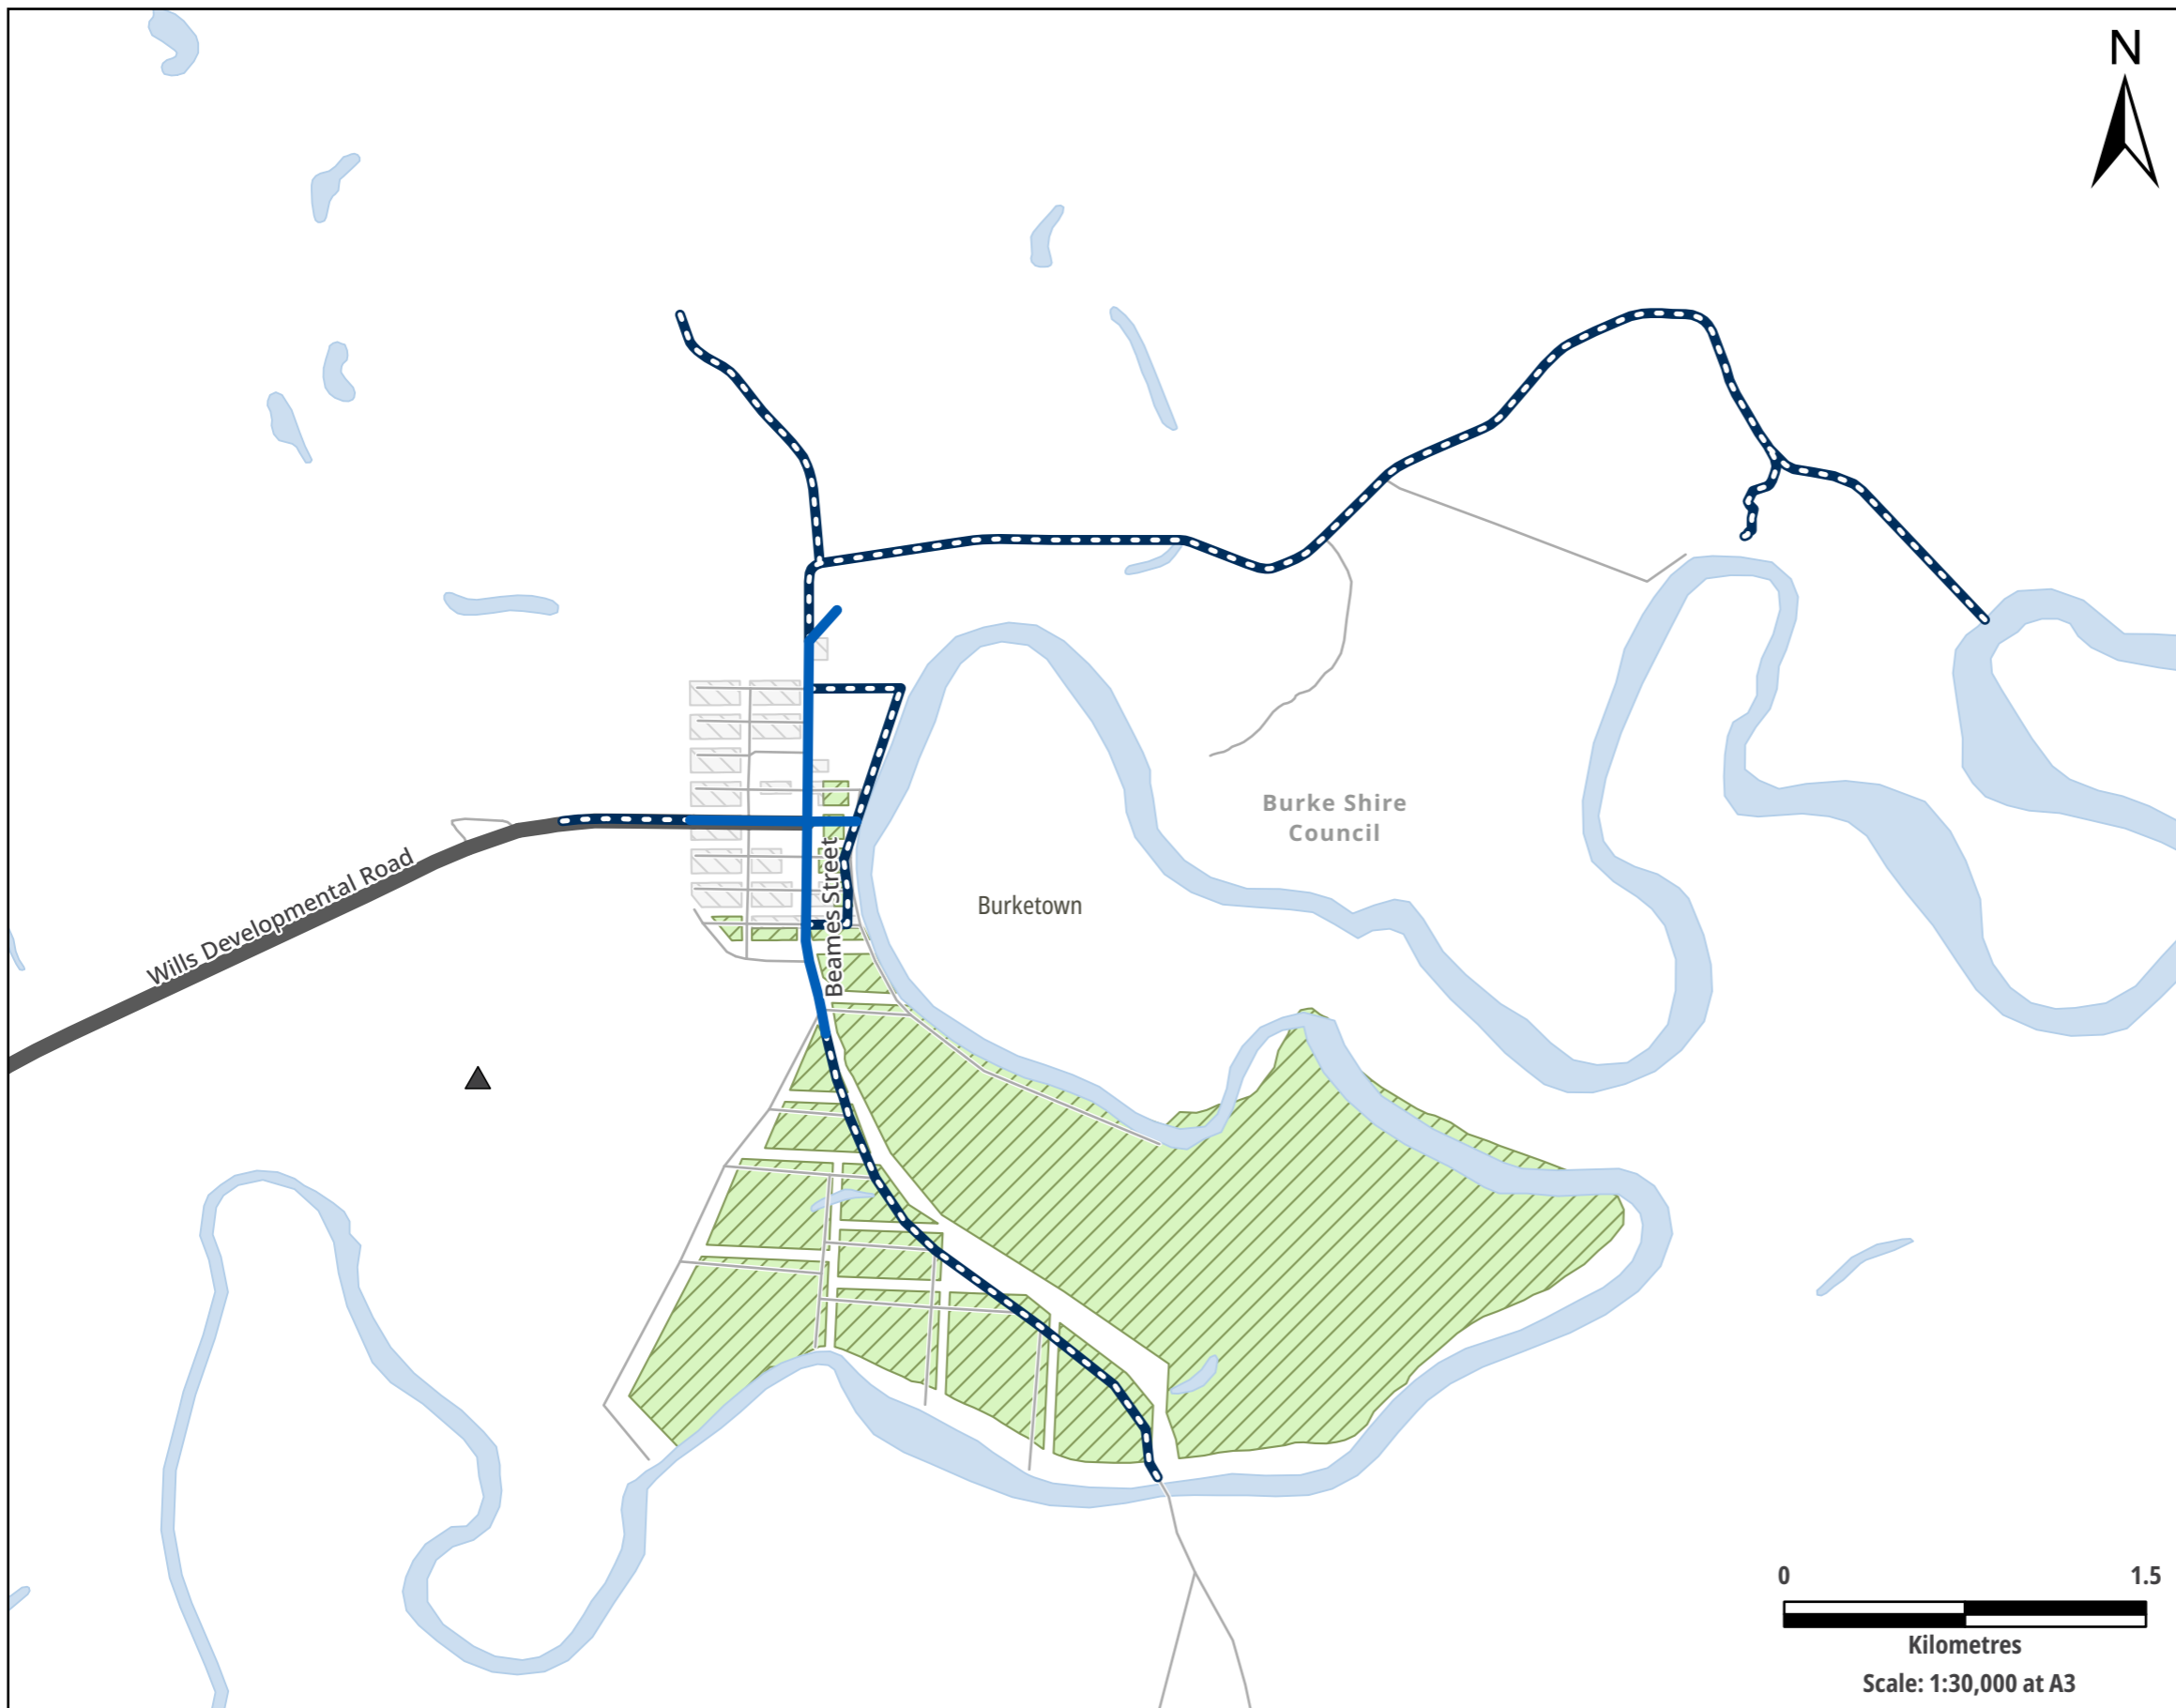 N
Wills Developmental Road
Beames Street
Burke Shire
Council
Burketown
0 1.5
Kilometres
Scale: 1:30,000 at A3